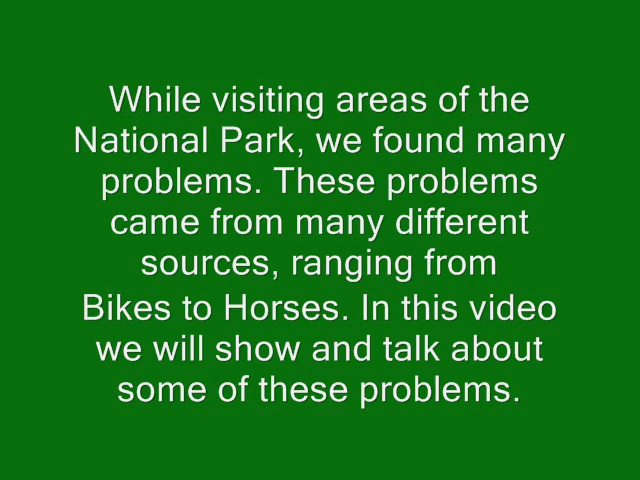 While visiting areas of the
National Park, we found many
problems. These problems
came from many different
sources, ranging from
Bikes to Horses. In this video
we will show and talk about
some of these problems.